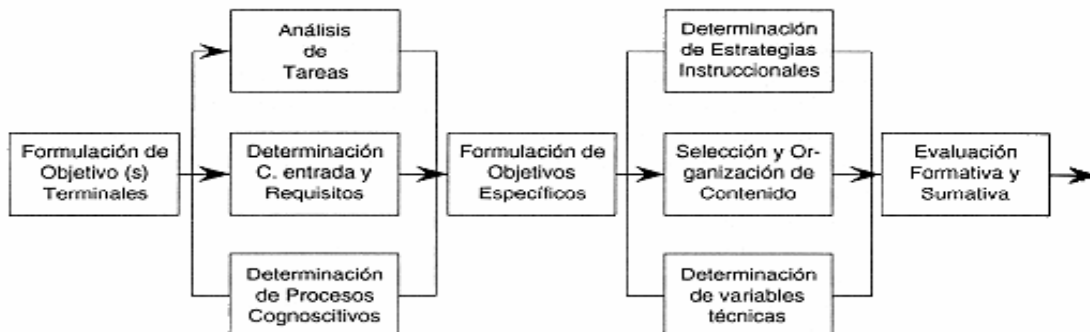 Formulación de
Objetivo (s)
Terminales
Análisis
de
Tareas
Determinación
C. entrada y
Requisitos
Determinación
de Procesos
Cognoscitivos
Formulación de
Objetivos
Específicos
Determinación
de Estrategias
Instruccionales
Selección y Or-
ganización de
Contenido
Determinación
de variables
técnicas
Evaluación
Formativa y
Sumativa